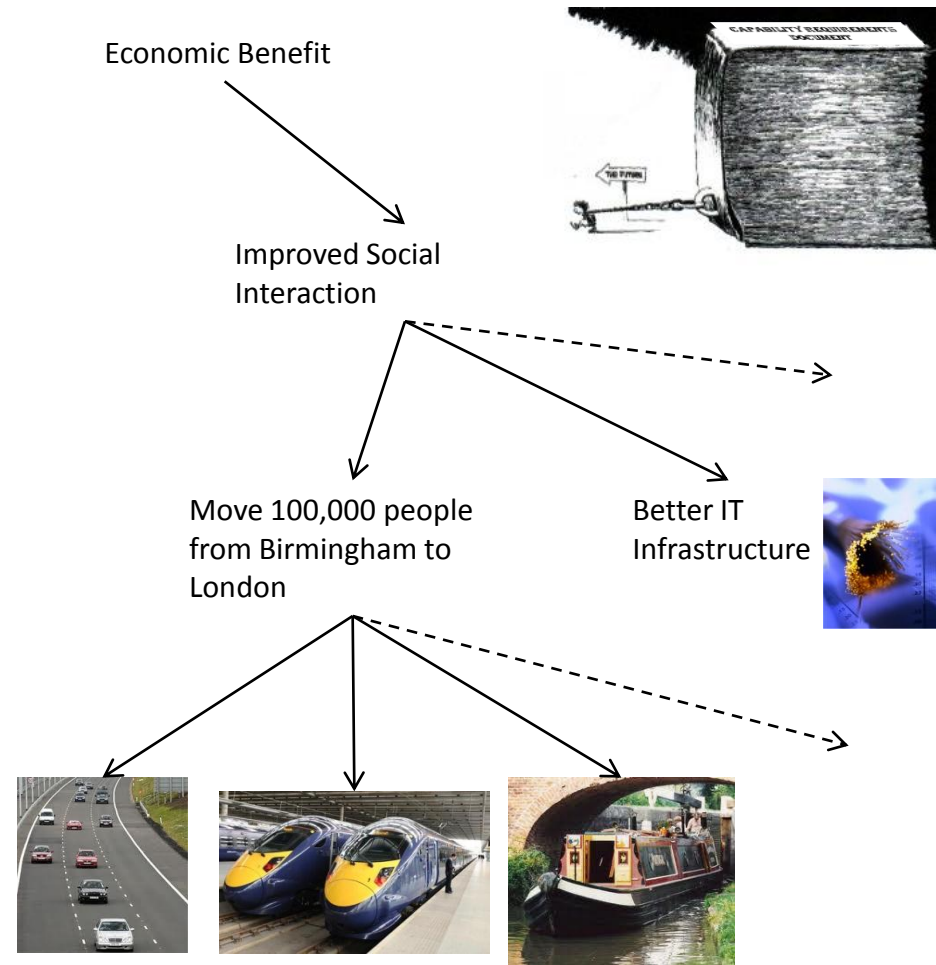 Economic Benefit
CAPABILITY REQUIREMENTS
DOCUMENT
THE FUTURE
Improved Social
Interaction
Move 100,000 people
from Birmingham to
London
Better IT
Infrastructure